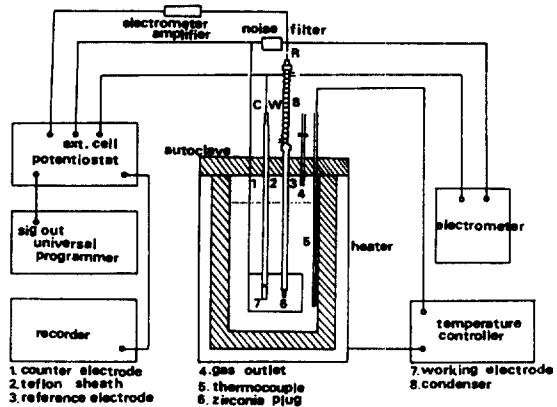 electrometer
amplifier
noise filter
R
C W 8
ext. cell
potentiostat
autoclave
1 2 3 4
sig out
universal
programmer
5
heater
electrometer
7 6
recorder
temperature
controller
1. counter electrode
2. teflon sheath
3. reference electrode
4. gas outlet
5. thermocouple
6. zirconia plug
7. working electrode
8. condenser